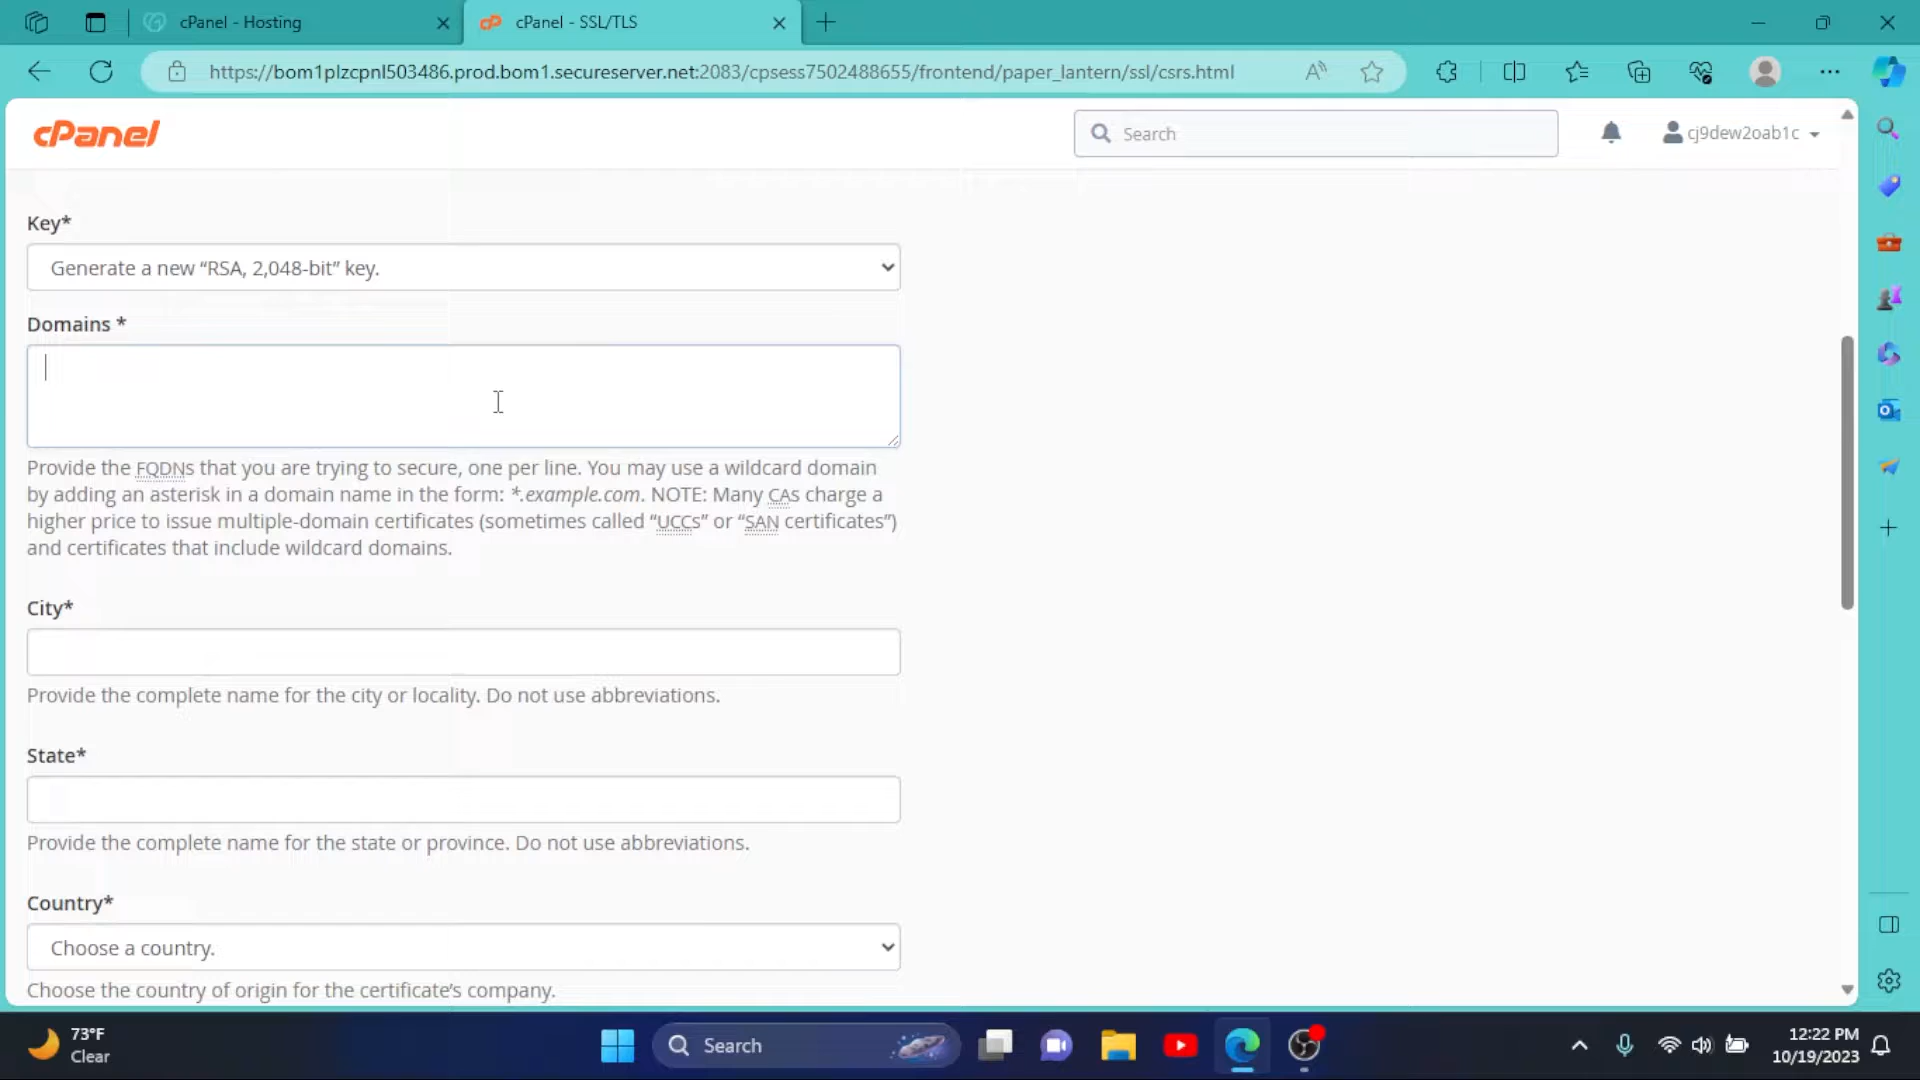 cPanel - Hosting
cPanel - SSL/TLS
https://bom1plzcpnl503486.prod.bom1.secureserver.net:2083/cpsess7502488655/frontend/paper_lantern/ssl/csrs.html
cPanel
Search
cj9dew2oab1c
Key*
Generate a new “RSA, 2,048-bit” key.
Domains *
Provide the FQDNs that you are trying to secure, one per line. You may use a wildcard domain
by adding an asterisk in a domain name in the form: *.example.com. NOTE: Many CAs charge a
higher price to issue multiple-domain certificates (sometimes called “UCCs” or “SAN certificates”)
and certificates that include wildcard domains.
City*
Provide the complete name for the city or locality. Do not use abbreviations.
State*
Provide the complete name for the state or province. Do not use abbreviations.
Country*
Choose a country.
Choose the country of origin for the certificate’s company.
73°F
Clear
Search
12:22 PM
10/19/2023